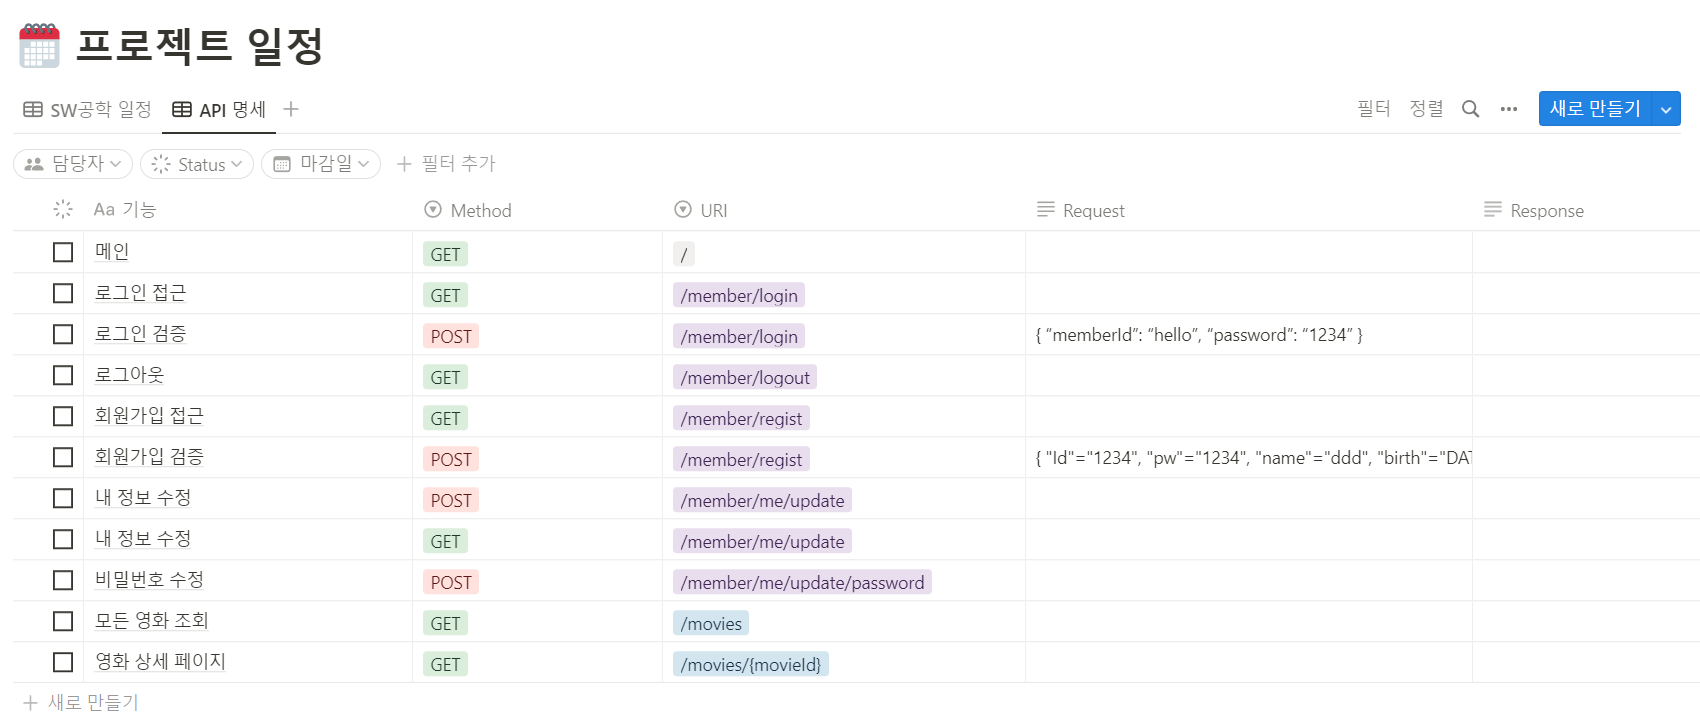 프로젝트 일정
SW공학 일정 API 명세
필터 정렬 새로 만들기
담당자 Status 마감일 필터 추가
Aa 기능 Method URI Request Response
메인 GET /
로그인 접근 GET /member/login
로그인 검증 POST /member/login { “memberId”: “hello”, “password”: “1234” }
로그아웃 GET /member/logout
회원가입 접근 GET /member/regist
회원가입 검증 POST /member/regist { "Id"="1234", "pw"="1234", "name"="ddd", "birth"="DAT
내 정보 수정 POST /member/me/update
내 정보 수정 GET /member/me/update
비밀번호 수정 POST /member/me/update/password
모든 영화 조회 GET /movies
영화 상세 페이지 GET /movies/{movieId}
새로 만들기